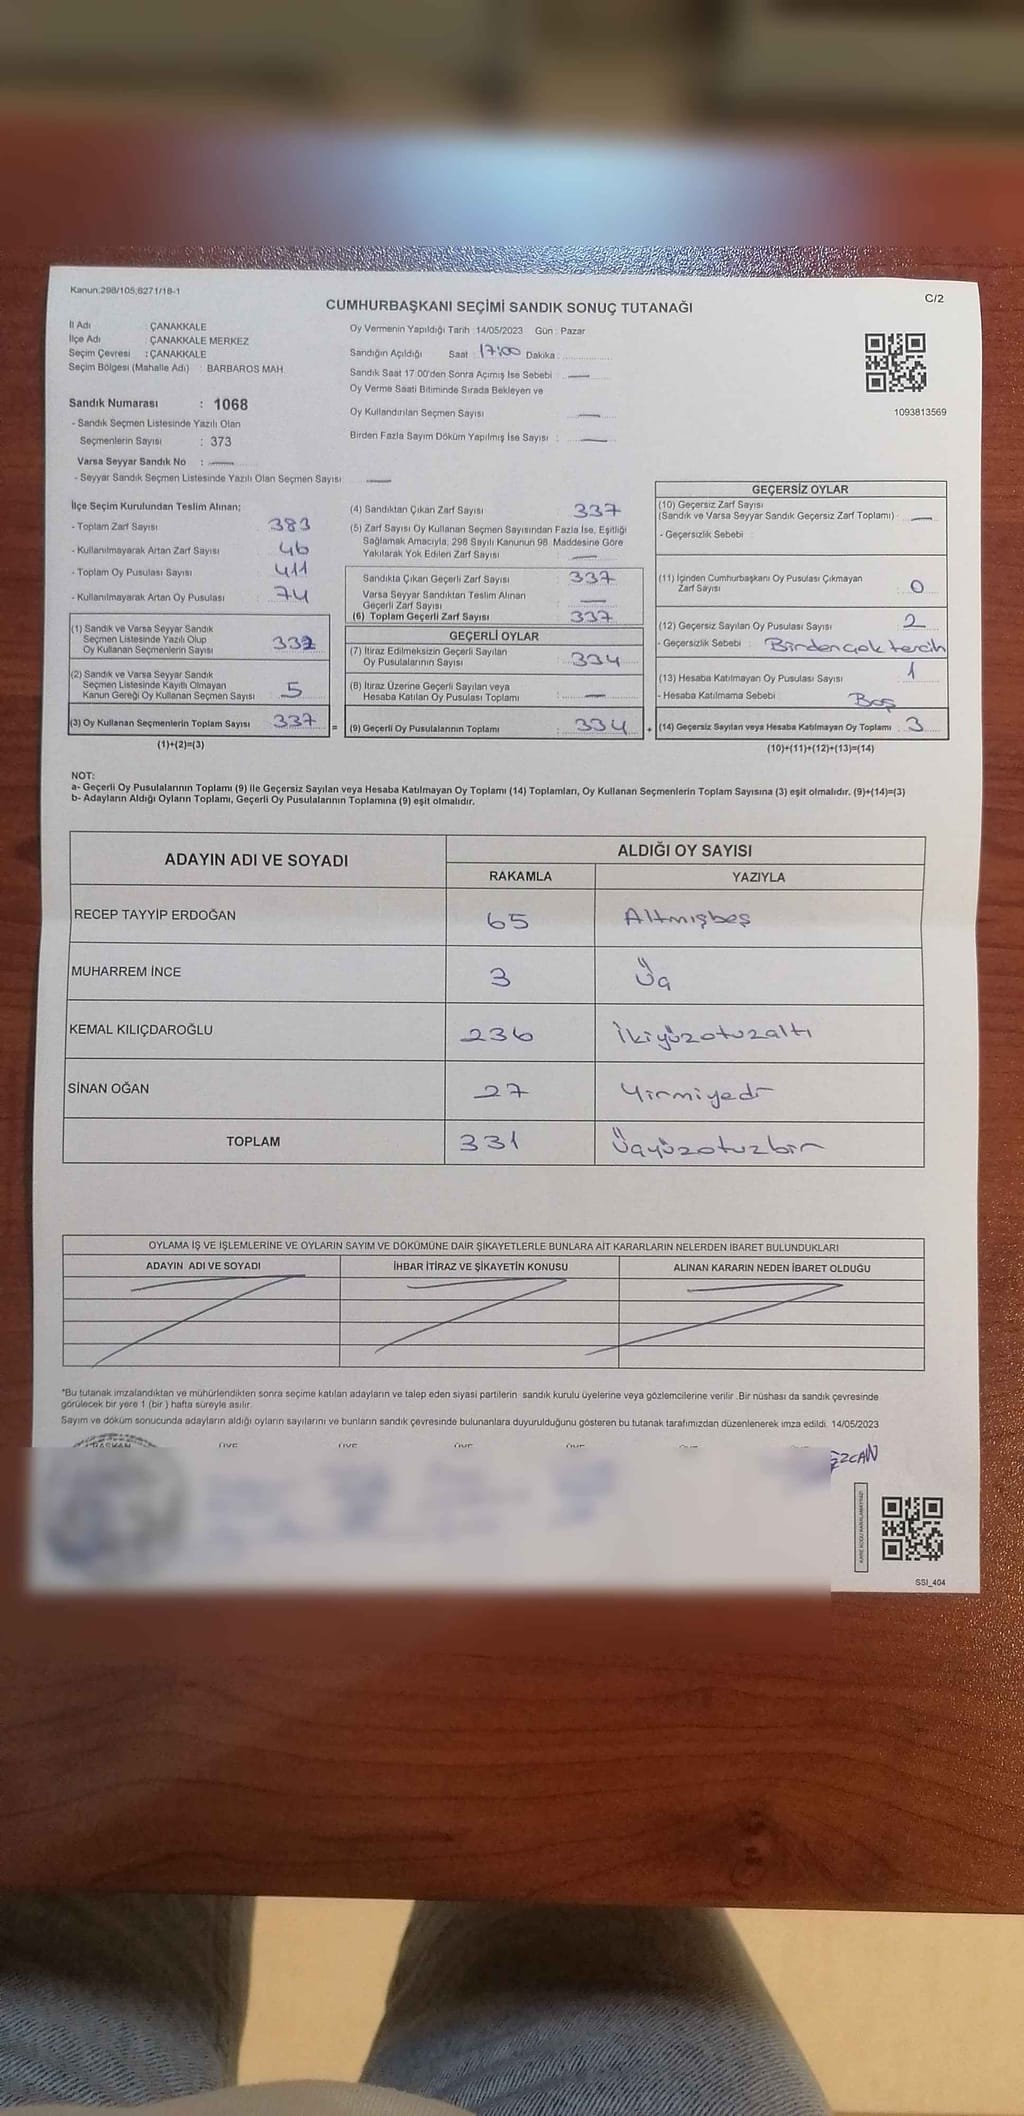 Kanun:298/105,6271/18-1
C/2
CUMHURBAŞKANI SEÇİMİ SANDIK SONUÇ TUTANAĞI
İl Adı : ÇANAKKALE
İlçe Adı : ÇANAKKALE MERKEZ
Seçim Çevresi : ÇANAKKALE
Seçim Bölgesi (Mahalle Adı) : BARBAROS MAH.
Sandık Numarası : 1068
- Sandık Seçmen Listesinde Yazılı Olan
Seçmenlerin Sayısı : 373
Varsa Seyyar Sandık No :
- Seyyar Sandık Seçmen Listesinde Yazılı Olan Seçmen Sayısı
Oy Vermenin Yapıldığı Tarih : 14/05/2023 Gün : Pazar
Sandığın Açıldığı Saat : 17:00 Dakika :
Sandık Saat 17.00'den Sonra Açımış İse Sebebi :
Oy Verme Saati Bitiminde Sırada Bekleyen ve
Oy Kullandırılan Seçmen Sayısı
Birden Fazla Sayım Döküm Yapılmış İse Sayısı :
1093813569
İlçe Seçim Kurulundan Teslim Alınan;
- Toplam Zarf Sayısı 383
- Kullanılmayarak Artan Zarf Sayısı 46
- Toplam Oy Pusulası Sayısı 411
- Kullanılmayarak Artan Oy Pusulası 74
(1) Sandık ve Varsa Seyyar Sandık
Seçmen Listesinde Yazılı Olup
Oy Kullanan Seçmenlerin Sayısı 332
(2) Sandık ve Varsa Seyyar Sandık
Seçmen Listesinde Kayıtlı Olmayan
Kanun Gereği Oy Kullanan Seçmen Sayısı 5
(3) Oy Kullanan Seçmenlerin Toplam Sayısı 337 =
(1)+(2)=(3)
(4) Sandıktan Çıkan Zarf Sayısı 337
(5) Zarf Sayısı Oy Kullanan Seçmen Sayısından Fazla İse, Eşitliği
Sağlamak Amacıyla, 298 Sayılı Kanunun 98. Maddesine Göre
Yakılarak Yok Edilen Zarf Sayısı
Sandıkta Çıkan Geçerli Zarf Sayısı : 337
Varsa Seyyar Sandıktan Teslim Alınan
Geçerli Zarf Sayısı
(6) Toplam Geçerli Zarf Sayısı : 337
GEÇERLİ OYLAR
(7) İtiraz Edilmeksizin Geçerli Sayılan
Oy Pusulalarının Sayısı : 334
(8) İtiraz Üzerine Geçerli Sayılan veya
Hesaba Katılan Oy Pusulası Toplamı :
(9) Geçerli Oy Pusulalarının Toplamı : 334 +
GEÇERSİZ OYLAR
(10) Geçersiz Zarf Sayısı
(Sandık ve Varsa Seyyar Sandık Geçersiz Zarf Toplamı) :
- Geçersizlik Sebebi
(11) İçinden Cumhurbaşkanı Oy Pusulası Çıkmayan
Zarf Sayısı : 0
(12) Geçersiz Sayılan Oy Pusulası Sayısı : 2
- Geçersizlik Sebebi : Birden çok tercih
(13) Hesaba Katılmayan Oy Pusulası Sayısı : 1
- Hesaba Katılmama Sebebi : Boş
(14) Geçersiz Sayılan veya Hesaba Katılmayan Oy Toplamı : 3
(10)+(11)+(12)+(13)=(14)
NOT:
a- Geçerli Oy Pusulalarının Toplamı (9) ile Geçersiz Sayılan veya Hesaba Katılmayan Oy Toplamı (14) Toplamları, Oy Kullanan Seçmenlerin Toplam Sayısına (3) eşit olmalıdır. (9)+(14)=(3)
b- Adayların Aldığı Oyların Toplamı, Geçerli Oy Pusulalarının Toplamına (9) eşit olmalıdır.
ADAYIN ADI VE SOYADI ALDIĞI OY SAYISI
RAKAMLA YAZIYLA
RECEP TAYYİP ERDOĞAN 65 Altmışbeş
MUHARREM İNCE 3 Üç
KEMAL KILIÇDAROĞLU 236 İkiyüzotuzaltı
SİNAN OĞAN 27 Yirmiyedi
TOPLAM 331 Üçyüzotuzbir
OYLAMA İŞ VE İŞLEMLERİNE VE OYLARIN SAYIM VE DÖKÜMÜNE DAİR ŞİKAYETLERLE BUNLARA AİT KARARLARIN NELERDEN İBARET BULUNDUKLARI
ADAYIN ADI VE SOYADI İHBAR İTİRAZ VE ŞİKAYETİN KONUSU ALINAN KARARIN NEDEN İBARET OLDUĞU
*Bu tutanak imzalandıktan ve mühürlendikten sonra seçime katılan adayların ve talep eden siyasi partilerin sandık kurulu üyelerine veya gözlemcilerine verilir .Bir nüshası da sandık çevresinde
görülecek bir yere 1 (bir ) hafta süreyle asılır.
Sayım ve döküm sonucunda adayların aldığı oyların sayılarını ve bunların sandık çevresinde bulunanlara duyurulduğunu gösteren bu tutanak tarafımızdan düzenlenerek imza edildi. 14/05/2023
BAŞKAN ÜYE ÜYE ÜYE ÜYE
SSI_404